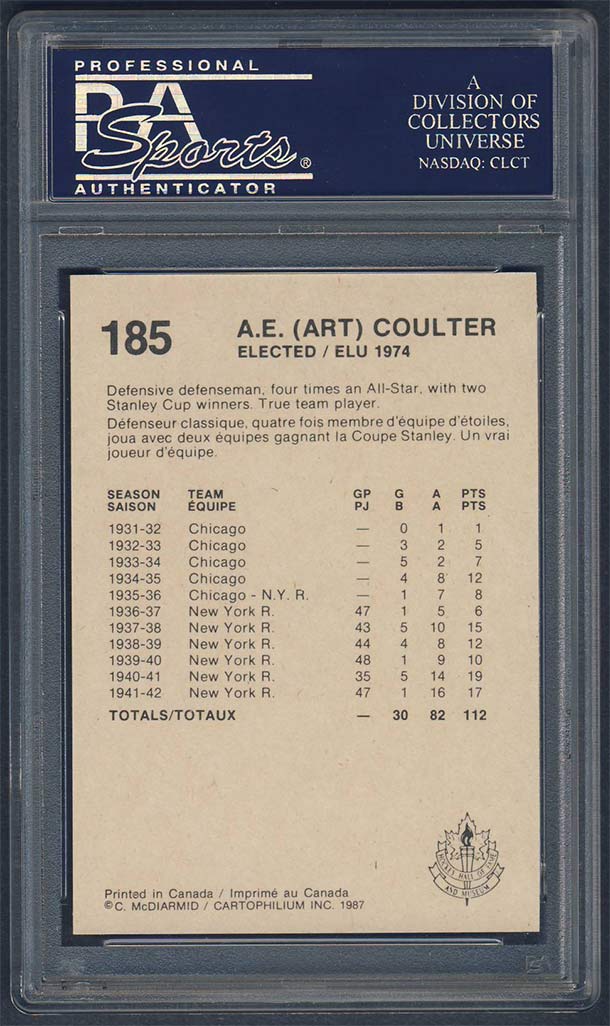 PROFESSIONAL
PSA
Sports®
AUTHENTICATOR
A
DIVISION OF
COLLECTORS
UNIVERSE
NASDAQ: CLCT
185 A.E. (ART) COULTER
ELECTED / ELU 1974
Defensive defenseman, four times an All-Star, with two
Stanley Cup winners. True team player.
Défenseur classique, quatre fois membre d'équipe d'étoiles,
joua avec deux équipes gagnant la Coupe Stanley. Un vrai
joueur d'équipe.
SEASON TEAM GP G A PTS
SAISON ÉQUIPE PJ B A PTS
1931-32 Chicago — 0 1 1
1932-33 Chicago — 3 2 5
1933-34 Chicago — 5 2 7
1934-35 Chicago — 4 8 12
1935-36 Chicago - N.Y. R. — 1 7 8
1936-37 New York R. 47 1 5 6
1937-38 New York R. 43 5 10 15
1938-39 New York R. 44 4 8 12
1939-40 New York R. 48 1 9 10
1940-41 New York R. 35 5 14 19
1941-42 New York R. 47 1 16 17
TOTALS/TOTAUX — 30 82 112
HOCKEY HALL OF FAME
AND MUSEUM
Printed in Canada / Imprimé au Canada
©C. McDIARMID / CARTOPHILIUM INC. 1987